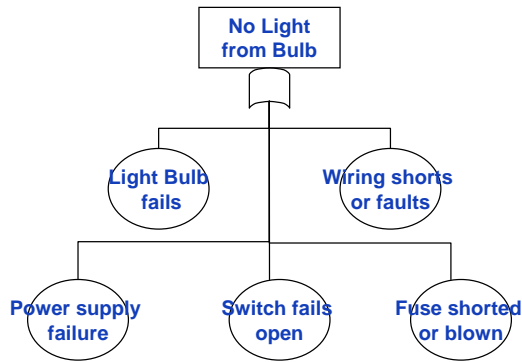 No Light
from Bulb
Light Bulb
fails
Wiring shorts
or faults
Power supply
failure
Switch fails
open
Fuse shorted
or blown